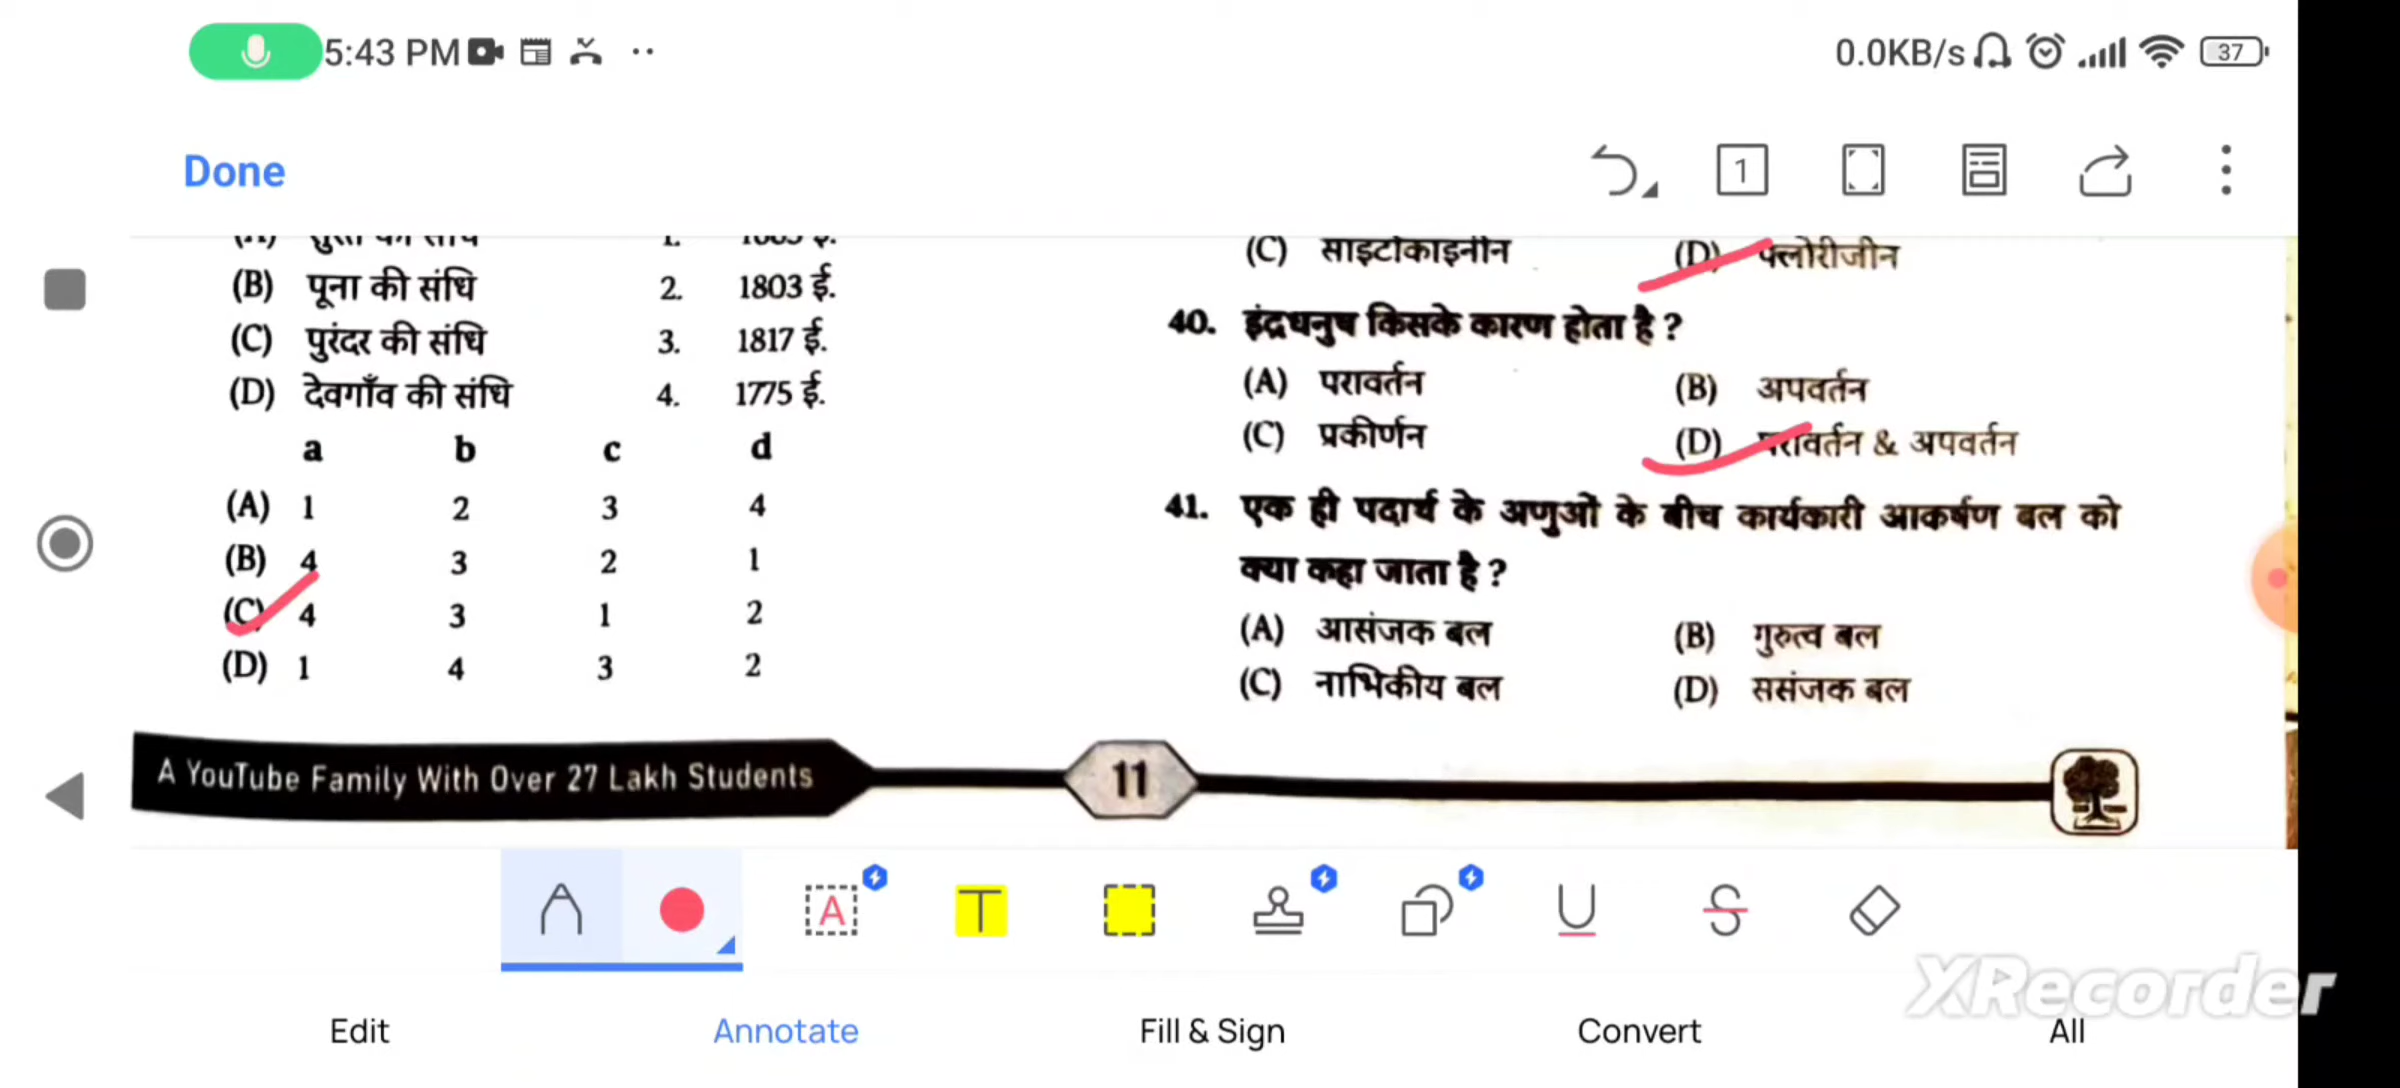 5:43 PM
0.0KB/s
37
Done
1
(B) पूना की संधि 2. 1803 ई.
(C) पुरंदर की संधि 3. 1817 ई.
(D) देवगाँव की संधि 4. 1775 ई.
a b c d
(A) 1 2 3 4
(B) 4 3 2 1
(C) 4 3 1 2
(D) 1 4 3 2
(C) साइटोकाइनीन (D) फ्लोरीजीन
40. इंद्रधनुष किसके कारण होता है ?
(A) परावर्तन (B) अपवर्तन
(C) प्रकीर्णन (D) परावर्तन & अपवर्तन
41. एक ही पदार्थ के अणुओं के बीच कार्यकारी आकर्षण बल को
क्या कहा जाता है ?
(A) आसंजक बल (B) गुरुत्व बल
(C) नाभिकीय बल (D) ससंजक बल
A YouTube Family With Over 27 Lakh Students
11
XRecorder
Edit Annotate Fill & Sign Convert All